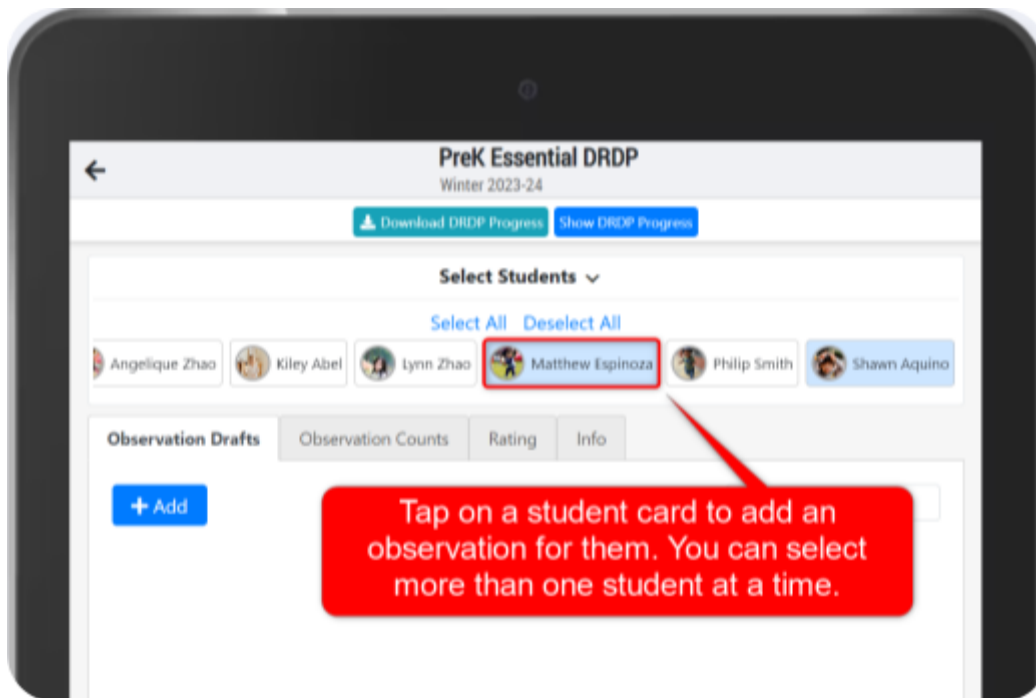 PreK Essential DRDP
Winter 2023-24
Download DRDP Progress Show DRDP Progress
Select Students
Select All Deselect All
Angelique Zhao Kiley Abel Lynn Zhao Matthew Espinoza Philip Smith Shawn Aquino
Observation Drafts Observation Counts Rating Info
+ Add
Tap on a student card to add an
observation for them. You can select
more than one student at a time.